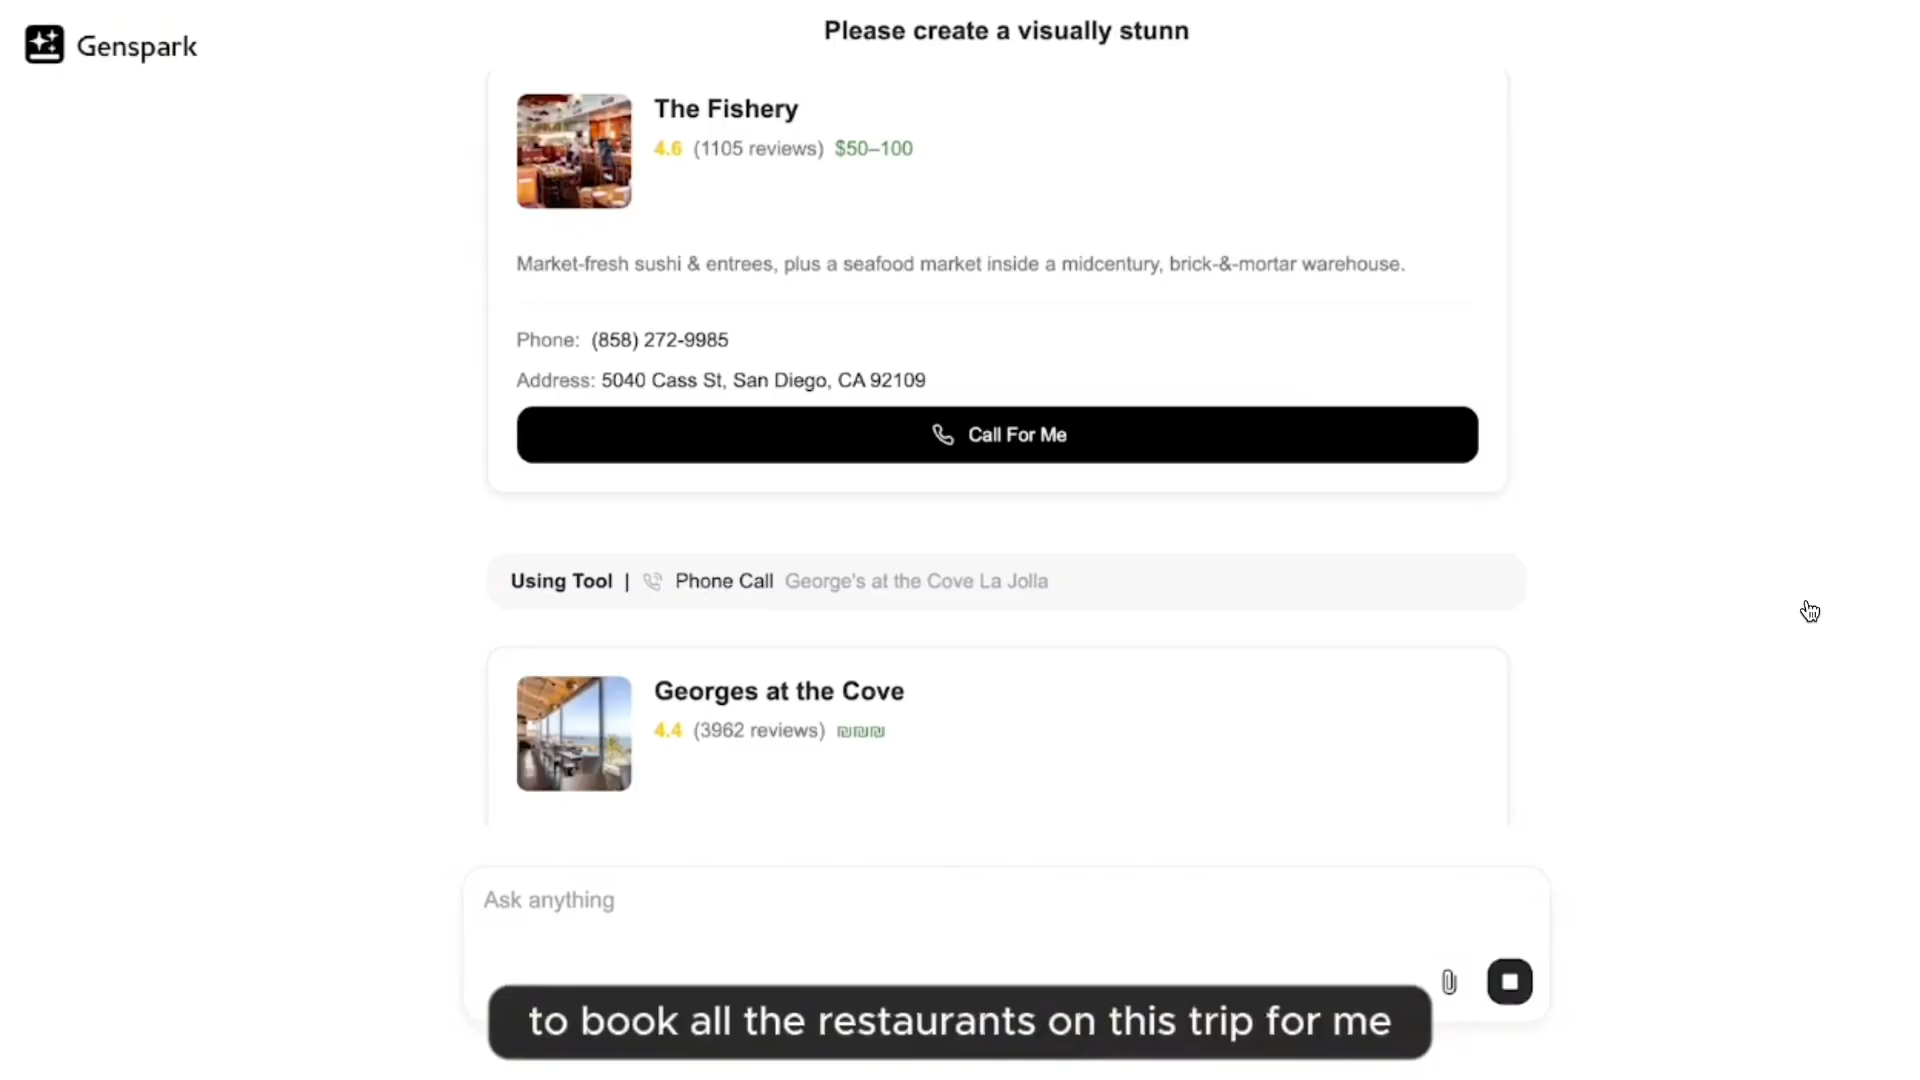 Genspark
Please create a visually stunn
The Fishery
4.6 (1105 reviews) $50–100
Market-fresh sushi & entrees, plus a seafood market inside a midcentury, brick-&-mortar warehouse.
Phone: (858) 272-9985
Address: 5040 Cass St, San Diego, CA 92109
Call For Me
Using Tool | Phone Call George's at the Cove La Jolla
Georges at the Cove
4.4 (3962 reviews) ₪₪₪
Ask anything
to book all the restaurants on this trip for me